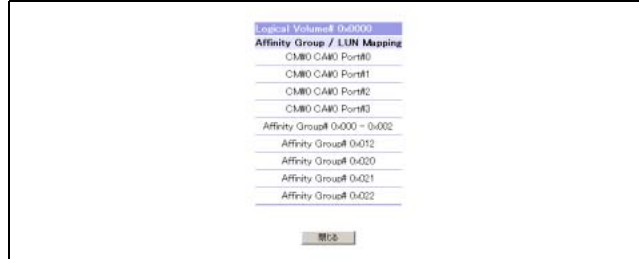 Logical Volume# 0x0000
Affinity Group / LUN Mapping
CM#0 CA#0 Port#0
CM#0 CA#0 Port#1
CM#0 CA#0 Port#2
CM#0 CA#0 Port#3
Affinity Group# 0x000 - 0x002
Affinity Group# 0x012
Affinity Group# 0x020
Affinity Group# 0x021
Affinity Group# 0x022
閉じる